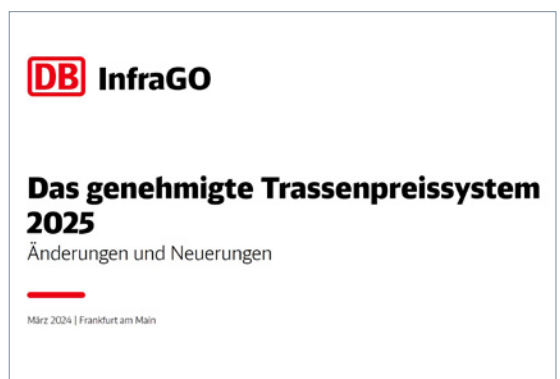 DB InfraGO
Das genehmigte Trassenpreissystem
2025
Änderungen und Neuerungen
März 2024 | Frankfurt am Main